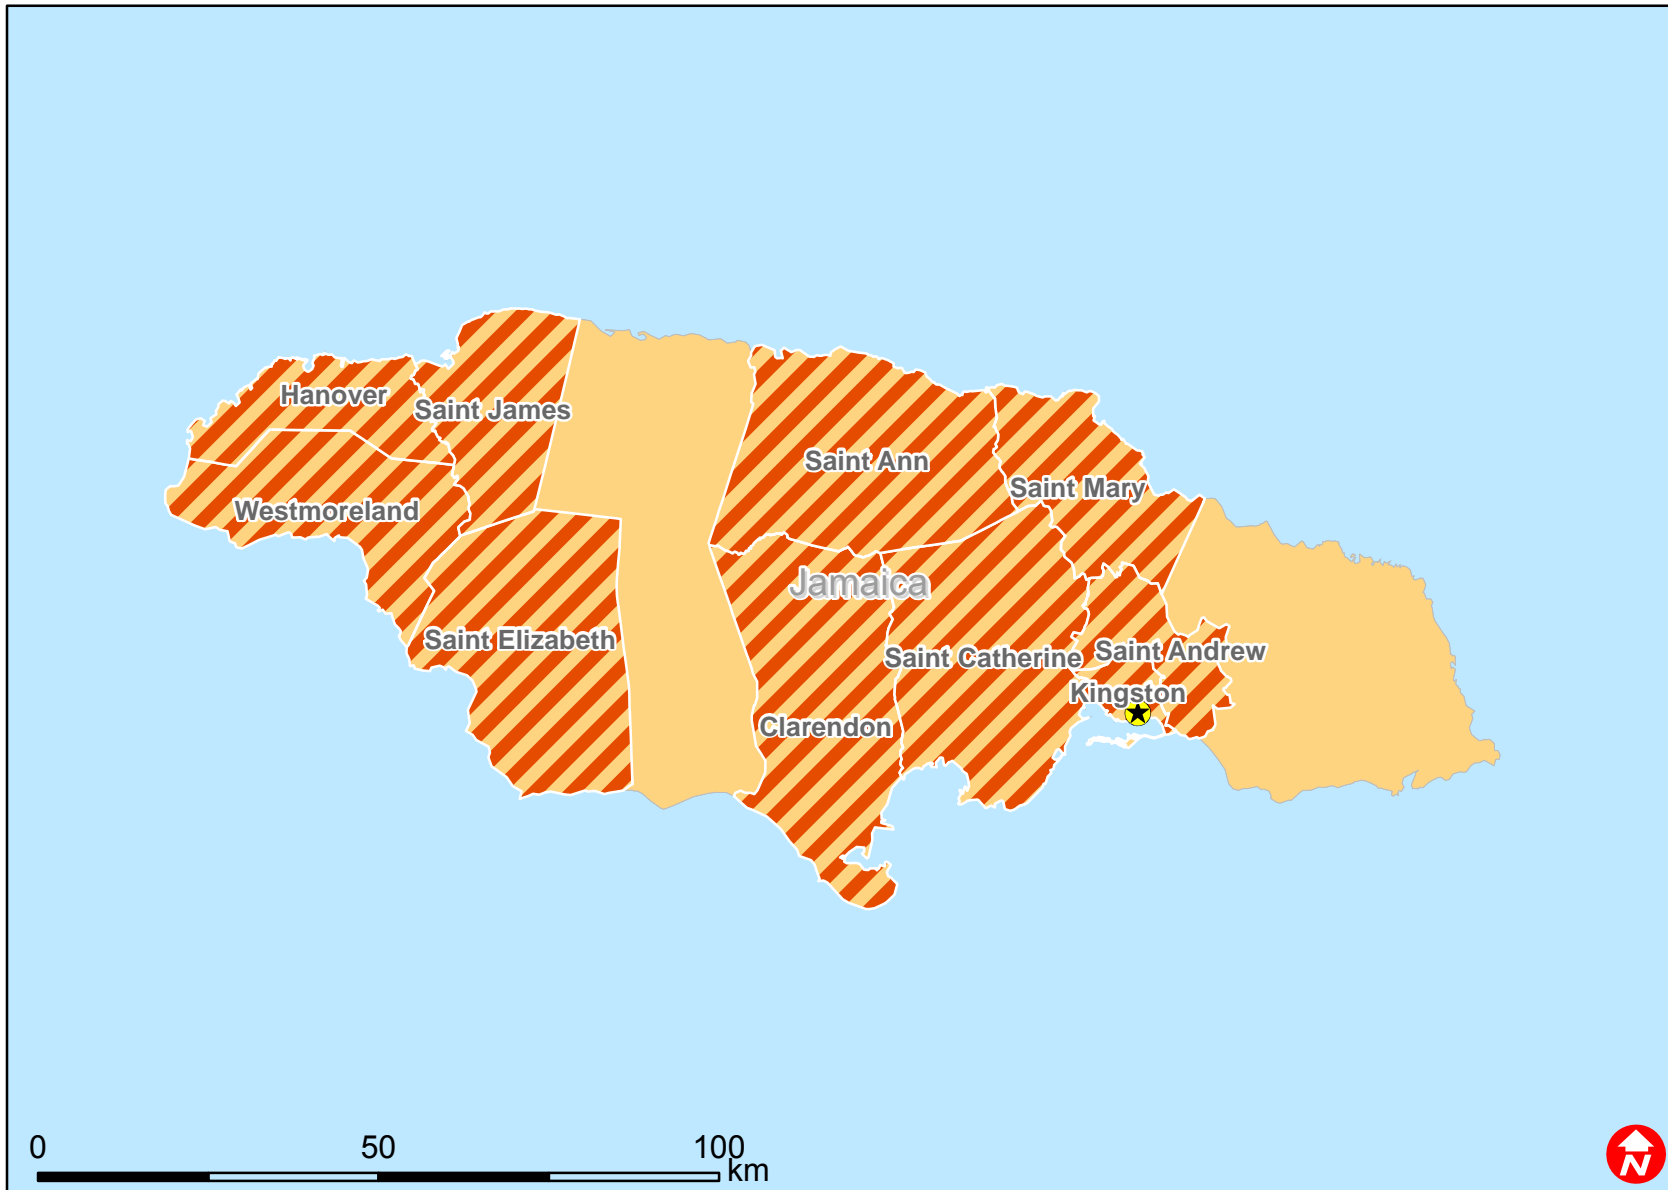 Hanover
Saint James
Saint Ann
Saint Mary
Westmoreland
Jamaica
Saint Elizabeth
Saint Catherine
Saint Andrew
Kingston
Clarendon
0 50 100
km
N